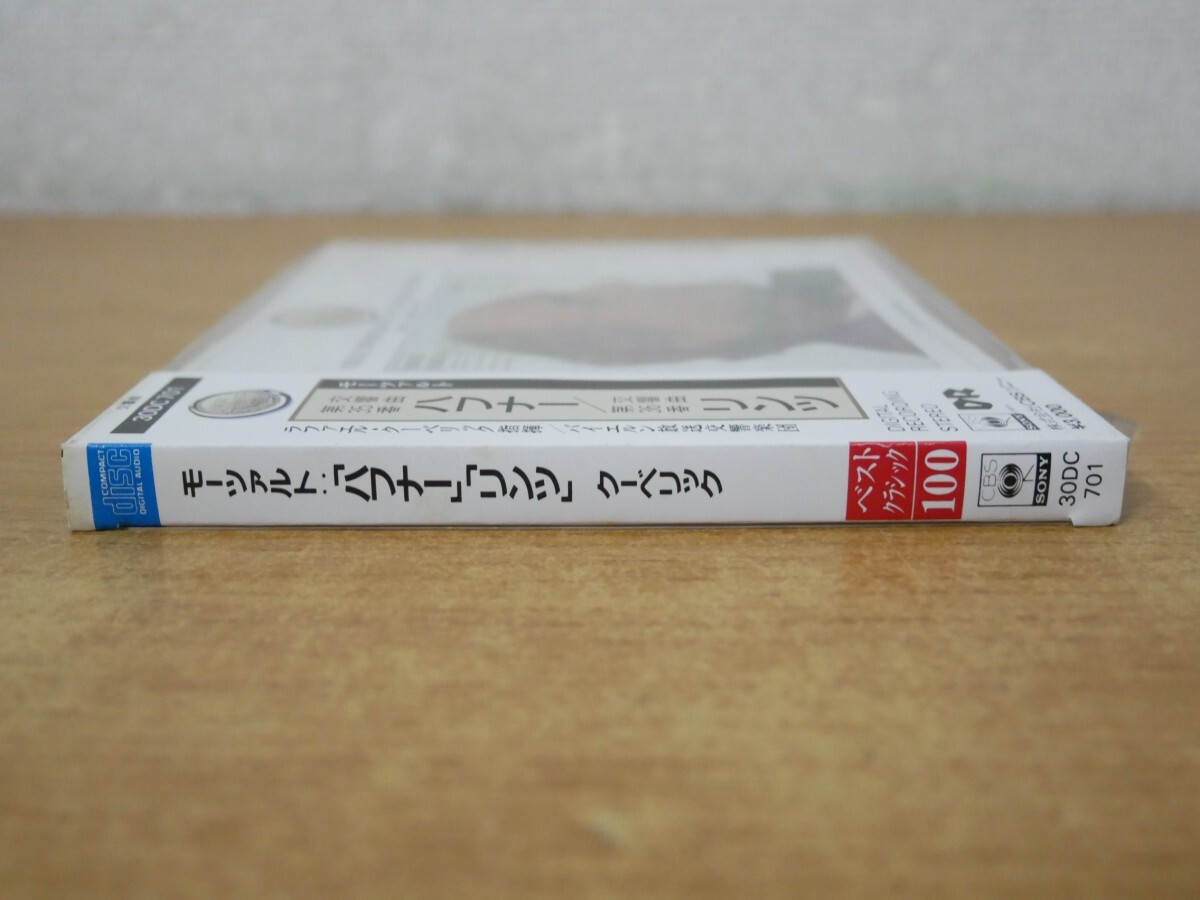 30DC 701
モーツァルト
交響曲
第35番
ハフナー/
交響曲
第36番
リンツ
ラファエル・クーベリック指揮/バイエルン放送交響楽団
DIGITAL
RECORDING
STEREO
DR
¥3,000
COMPACT
disc
DIGITAL AUDIO
モーツァルト:「ハフナー」「リンツ」 クーベリック
ベスト
クラシック
100
CBS
SONY
30DC
701